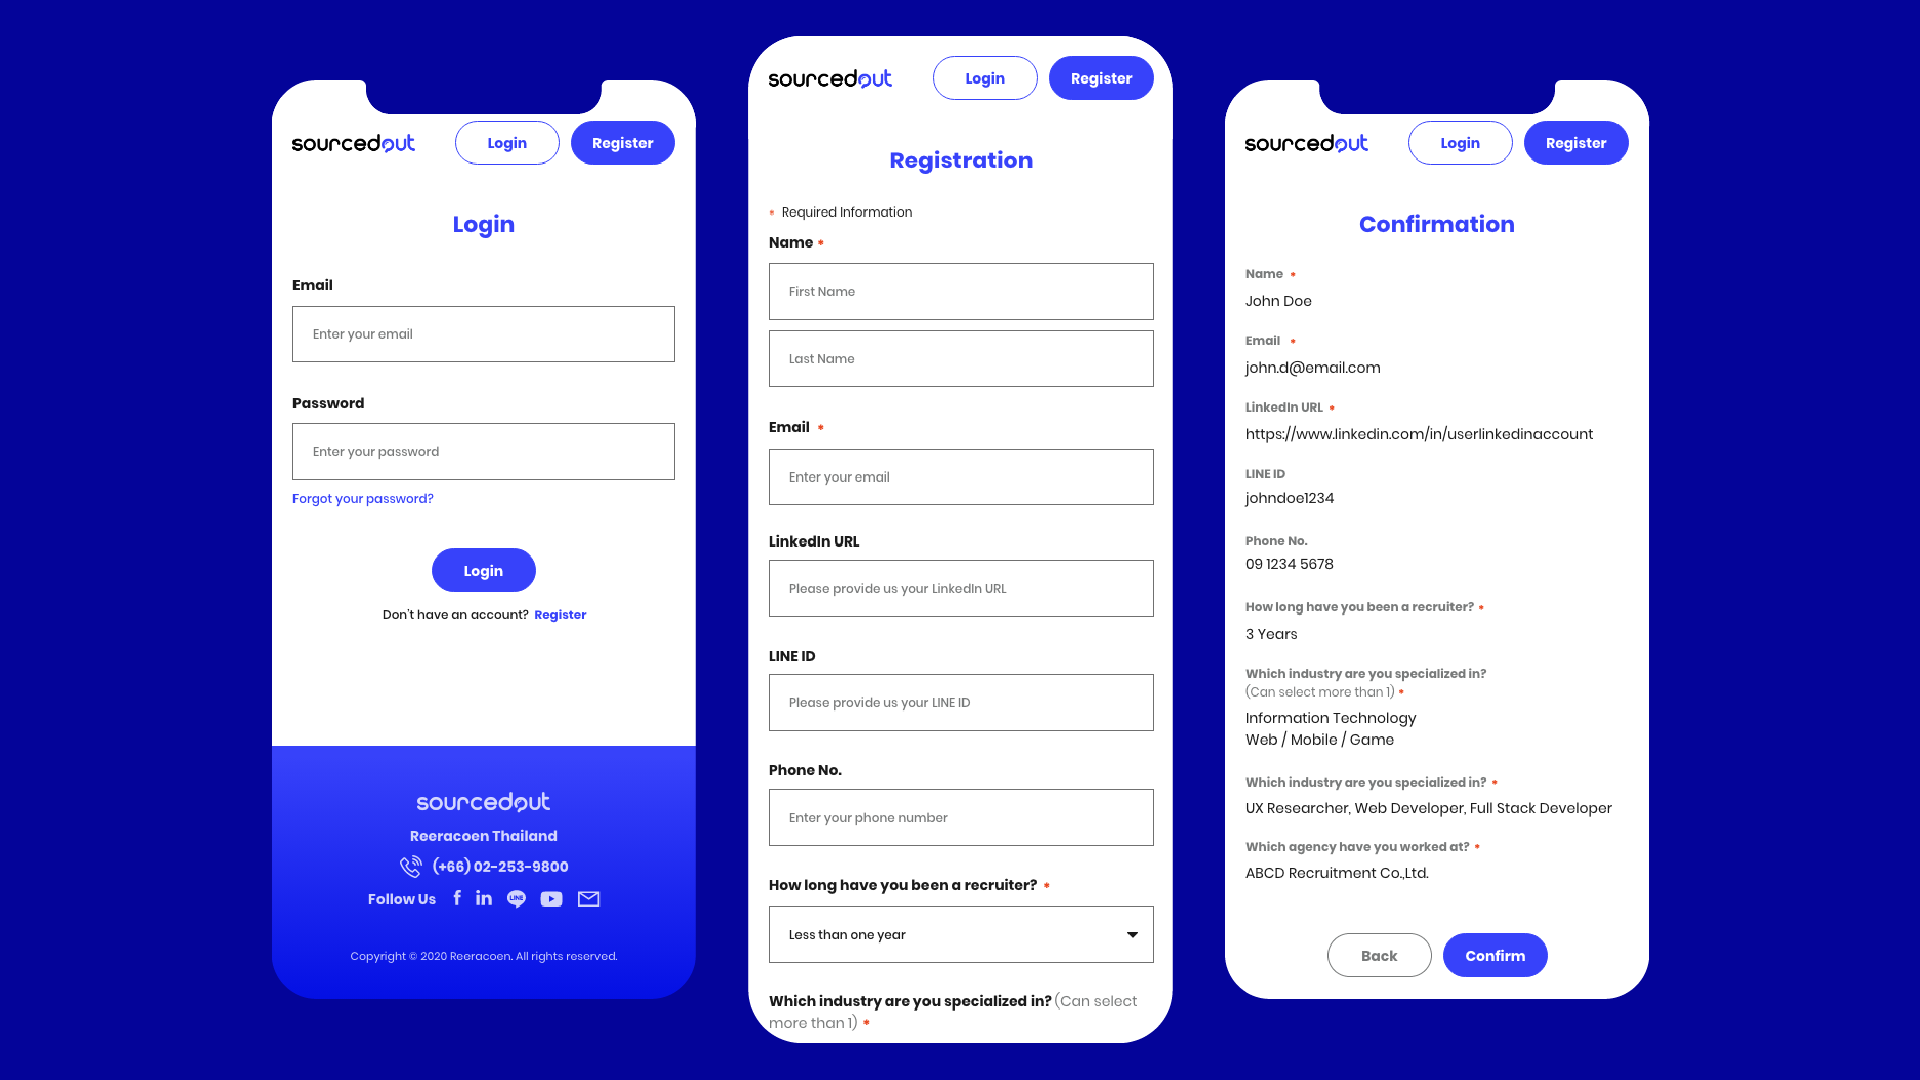 sourcedout
Login
Register
Login
Email
Enter your email
Password
Enter your password
Forgot your password?
Login
Don't have an account? Register
sourcedout
Reeracoen Thailand
(+66) 02-253-9800
Follow Us f in LINE
Copyright © 2020 Reeracoen. All rights reserved.
sourcedout
Login
Register
Registration
* Required Information
Name *
First Name
Last Name
Email *
Enter your email
LinkedIn URL
Please provide us your LinkedIn URL
LINE ID
Please provide us your LINE ID
Phone No.
Enter your phone number
How long have you been a recruiter? *
Less than one year
Which industry are you specialized in? (Can select
more than 1) *
sourcedout
Login
Register
Confirmation
Name *
John Doe
Email *
john.d@email.com
LinkedIn URL *
https://www.linkedin.com/in/userlinkedinaccount
LINE ID
johndoe1234
Phone No.
09 1234 5678
How long have you been a recruiter? *
3 Years
Which industry are you specialized in?
(Can select more than 1) *
Information Technology
Web / Mobile / Game
Which industry are you specialized in? *
UX Researcher, Web Developer, Full Stack Developer
Which agency have you worked at? *
ABCD Recruitment Co.,Ltd.
Back
Confirm